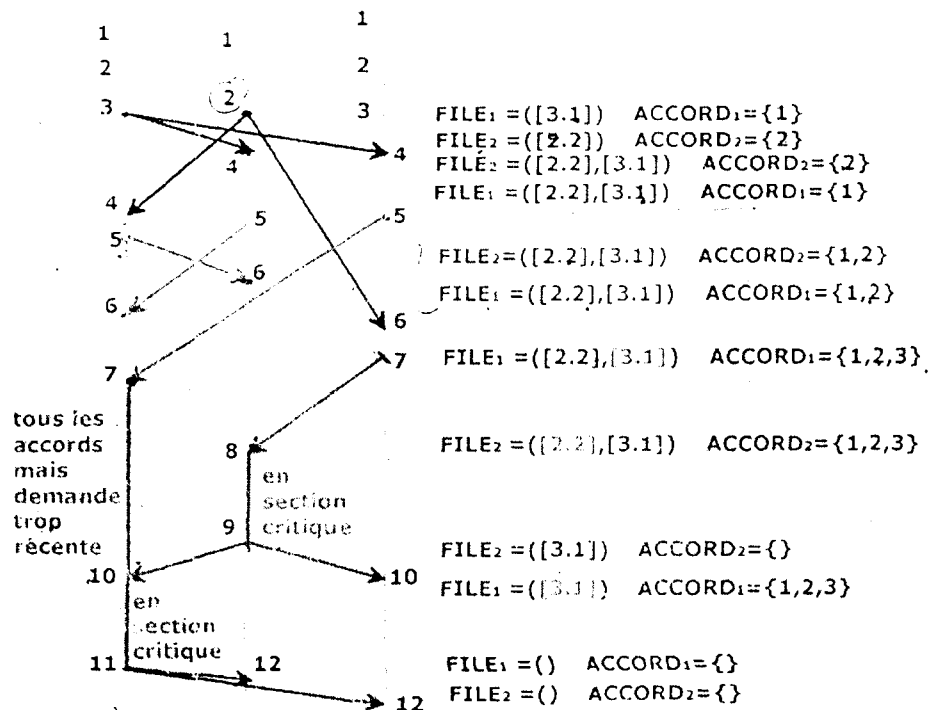 1 1 1
2 2
3 2 3
FILE₁ =([3.1]) ACCORD₁={1}
FILE₂ =([2.2]) ACCORD₂={2}
4 4 FILE₂ =([2.2],[3.1]) ACCORD₂={2}
4 FILE₁ =([2.2],[3.1]) ACCORD₁={1}
5 5 5
6 FILE₂=([2.2],[3.1]) ACCORD₂={1,2}
6 6 FILE₁ =([2.2],[3.1]) ACCORD₁={1,2}
7 7 FILE₁ =([2.2],[3.1]) ACCORD₁={1,2,3}
tous les
accords
mais
demande
trop
récente
8 FILE₂ =([2.2],[3.1]) ACCORD₂={1,2,3}
en
section
critique
9
10 10
FILE₂ =([3.1]) ACCORD₂={}
FILE₁ =([3.1]) ACCORD₁={1,2,3}
en
section
critique
11 12 FILE₁ =() ACCORD₁={}
12 FILE₂ =() ACCORD₂={}